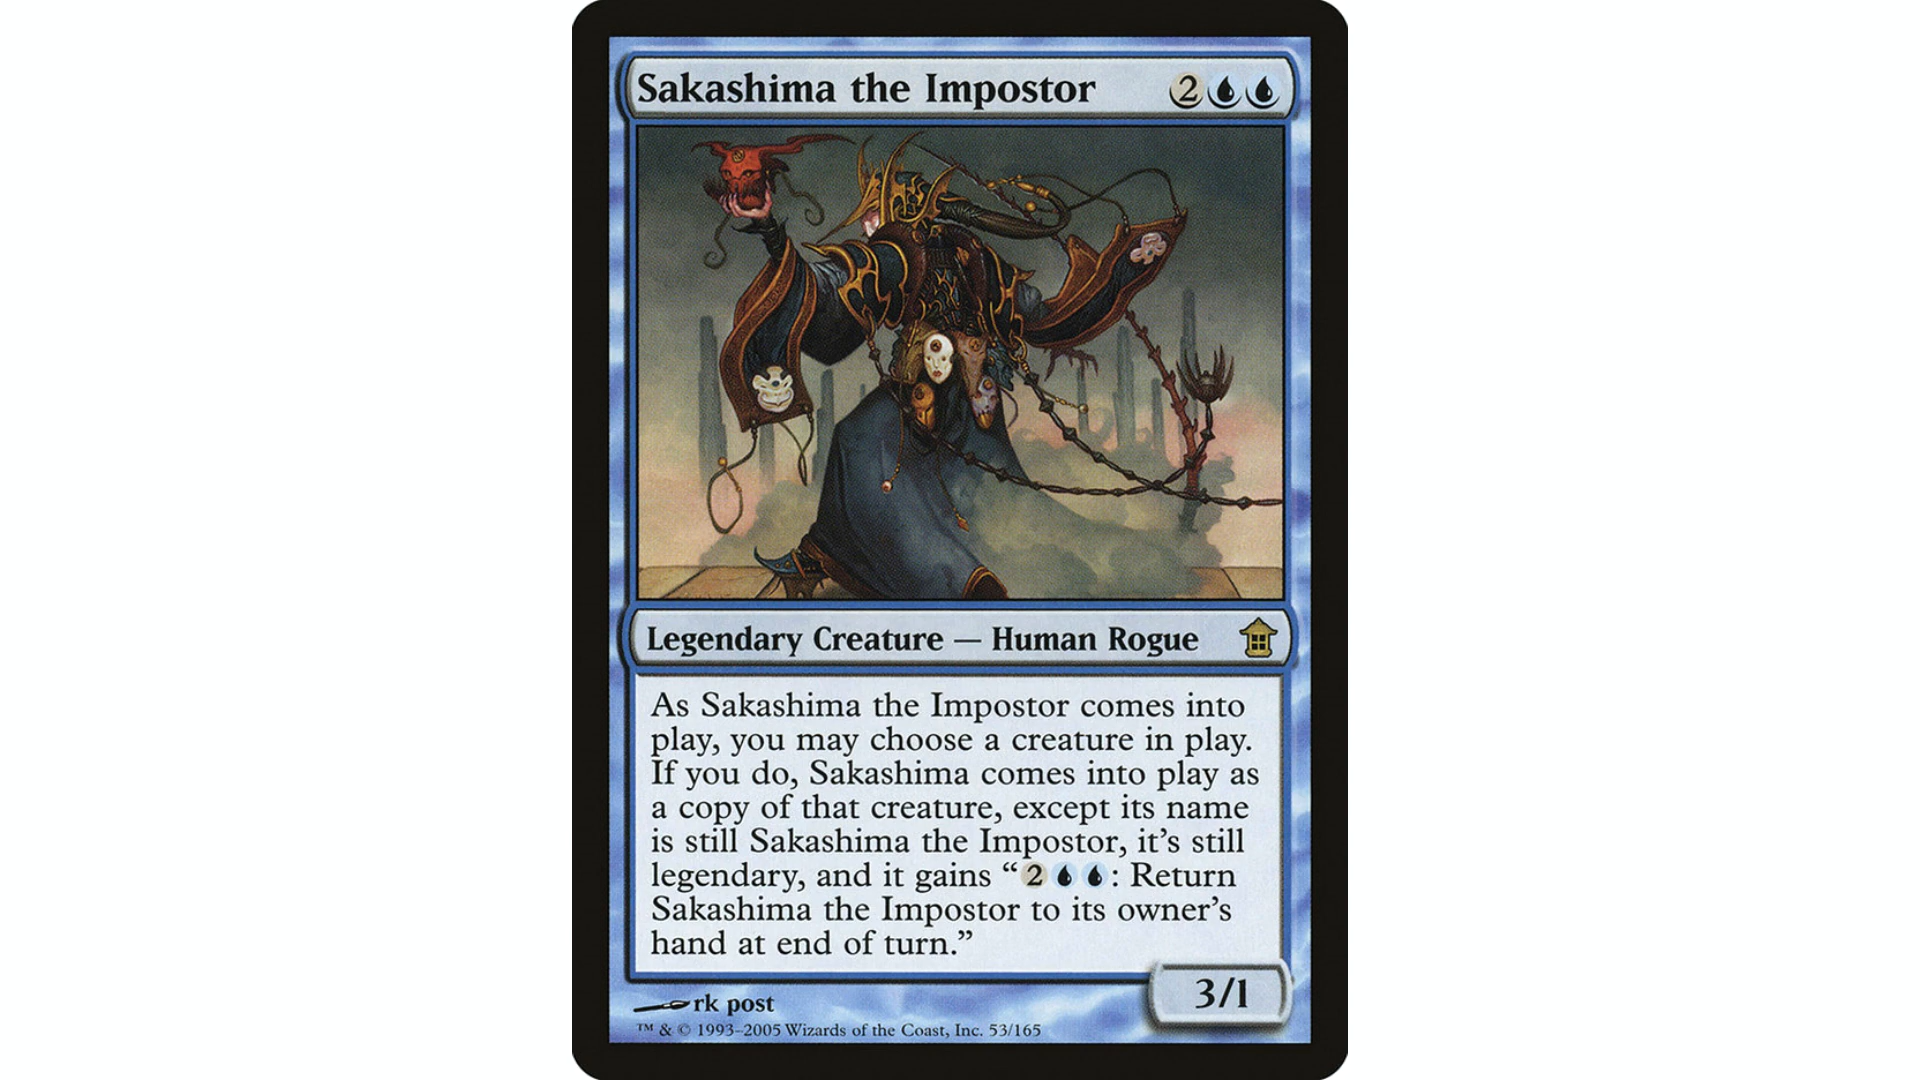 Sakashima the Impostor 2
Legendary Creature — Human Rogue
As Sakashima the Impostor comes into
play, you may choose a creature in play.
If you do, Sakashima comes into play as
a copy of that creature, except its name
is still Sakashima the Impostor, it's still
legendary, and it gains “2: Return
Sakashima the Impostor to its owner's
hand at end of turn.”
3/1
rk post
™ & © 1993–2005 Wizards of the Coast, Inc. 53/165